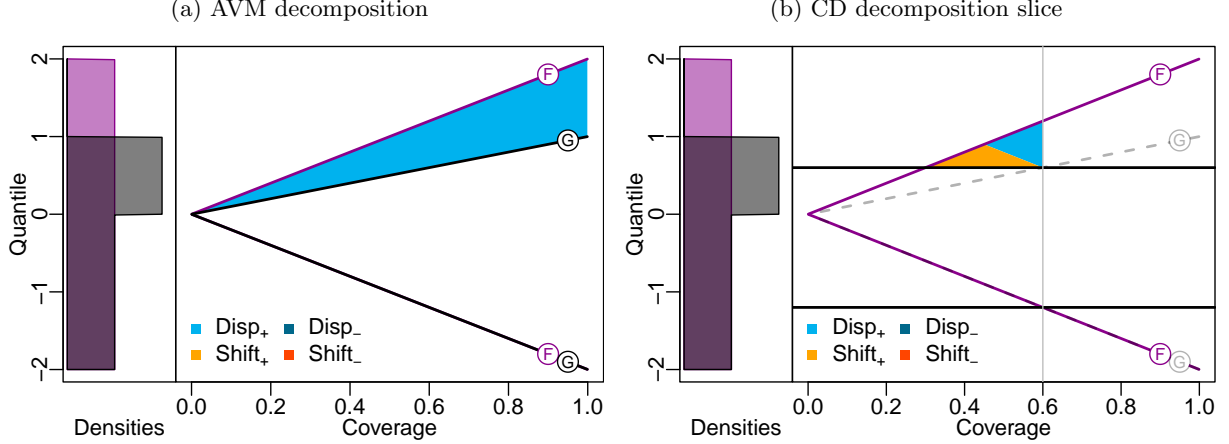 (a) AVM decomposition
(b) CD decomposition slice
Quantile
2
1
0
−1
−2
F
G
F
G
Disp₊ Disp₋
Shift₊ Shift₋
0.0 0.2 0.4 0.6 0.8 1.0
Densities Coverage
Quantile
2
1
0
−1
−2
F
G
F
G
Disp₊ Disp₋
Shift₊ Shift₋
0.0 0.2 0.4 0.6 0.8 1.0
Densities Coverage